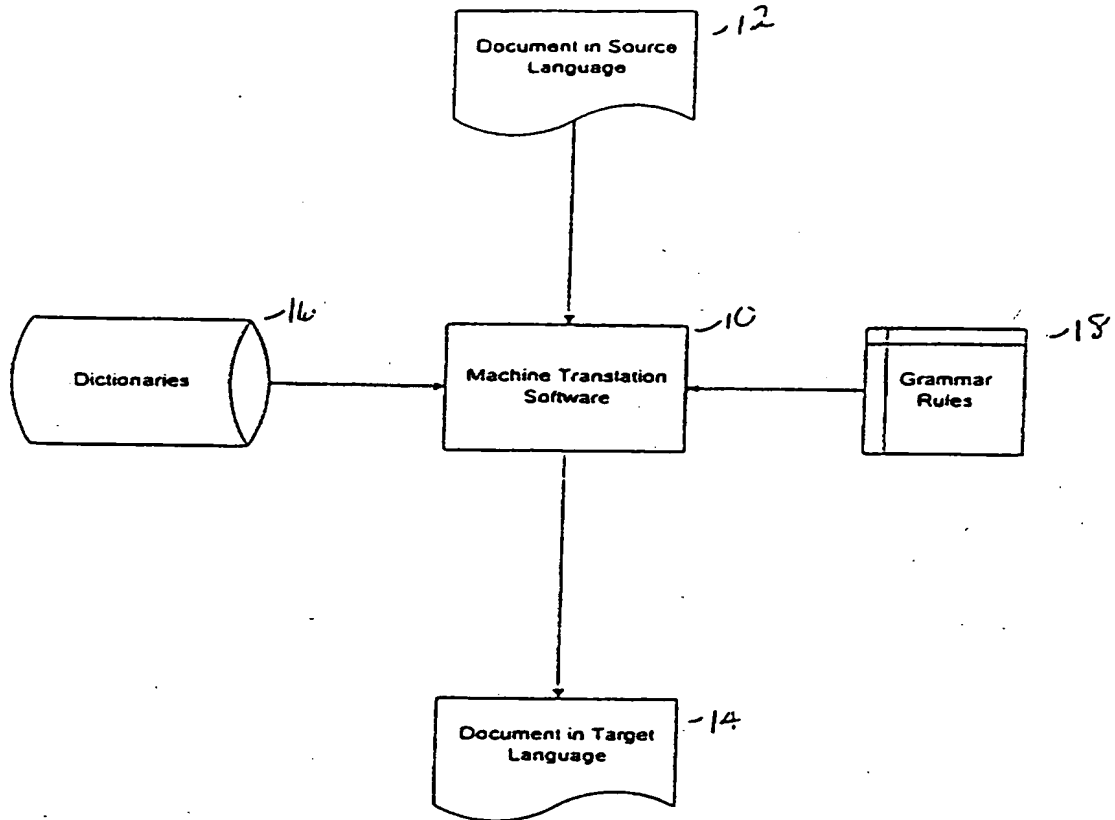 Document in Source
Language
12
Dictionaries
16
Machine Translation
Software
10
Grammar
Rules
18
Document in Target
Language
14